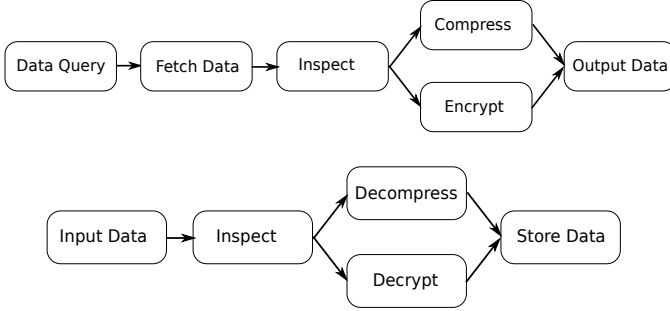 Data Query
Fetch Data
Inspect
Compress
Encrypt
Output Data
Input Data
Inspect
Decompress
Decrypt
Store Data